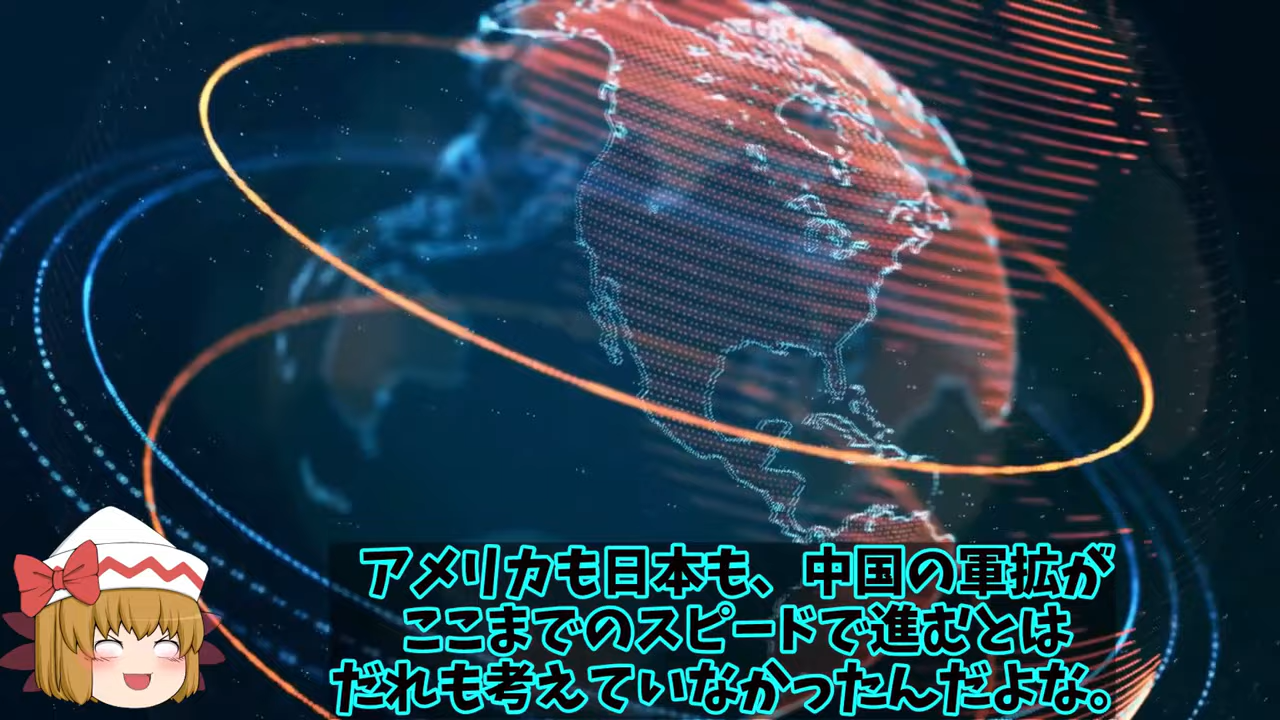 アメリカも日本も、中国の軍拡が
ここまでのスピードで進むとは
だれも考えていなかったんだよな。